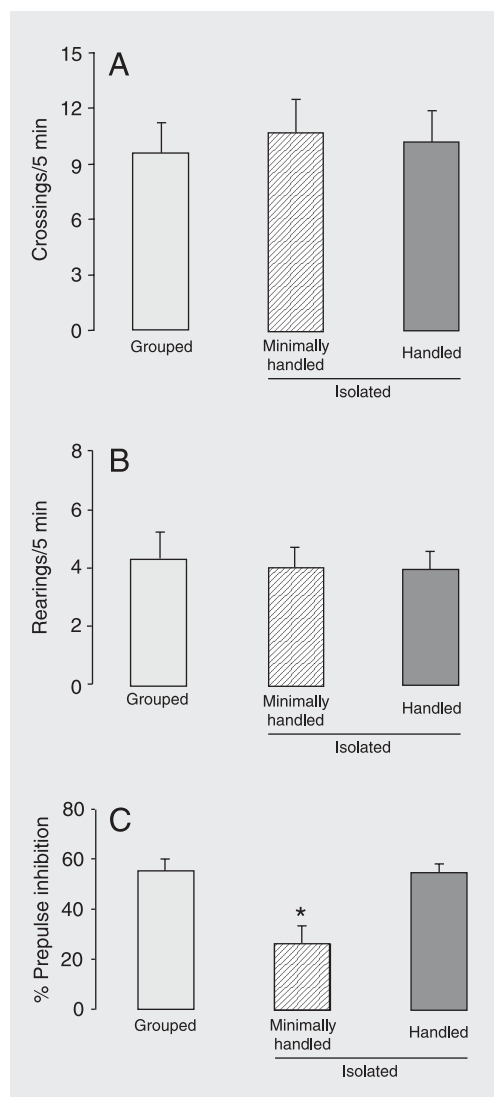 A
Crossings/5 min
15
12
9
6
3
0
Grouped
Minimally
handled
Handled
Isolated
B
Rearings/5 min
8
6
4
2
0
Grouped
Minimally
handled
Handled
Isolated
C
% Prepulse inhibition
80
60
40
20
0
*
Grouped
Minimally
handled
Handled
Isolated